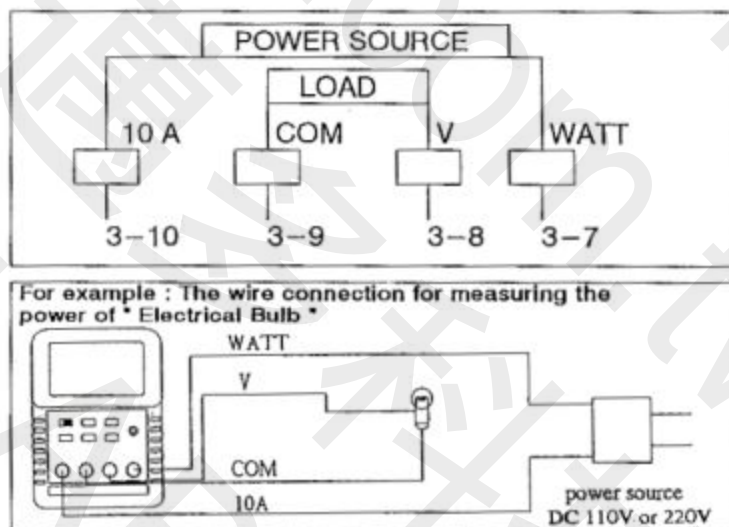 POWER SOURCE
LOAD
10 A COM V WATT
3-10 3-9 3-8 3-7
For example : The wire connection for measuring the
power of " Electrical Bulb "
WATT
V
COM
10A
power source
DC 110V or 220V